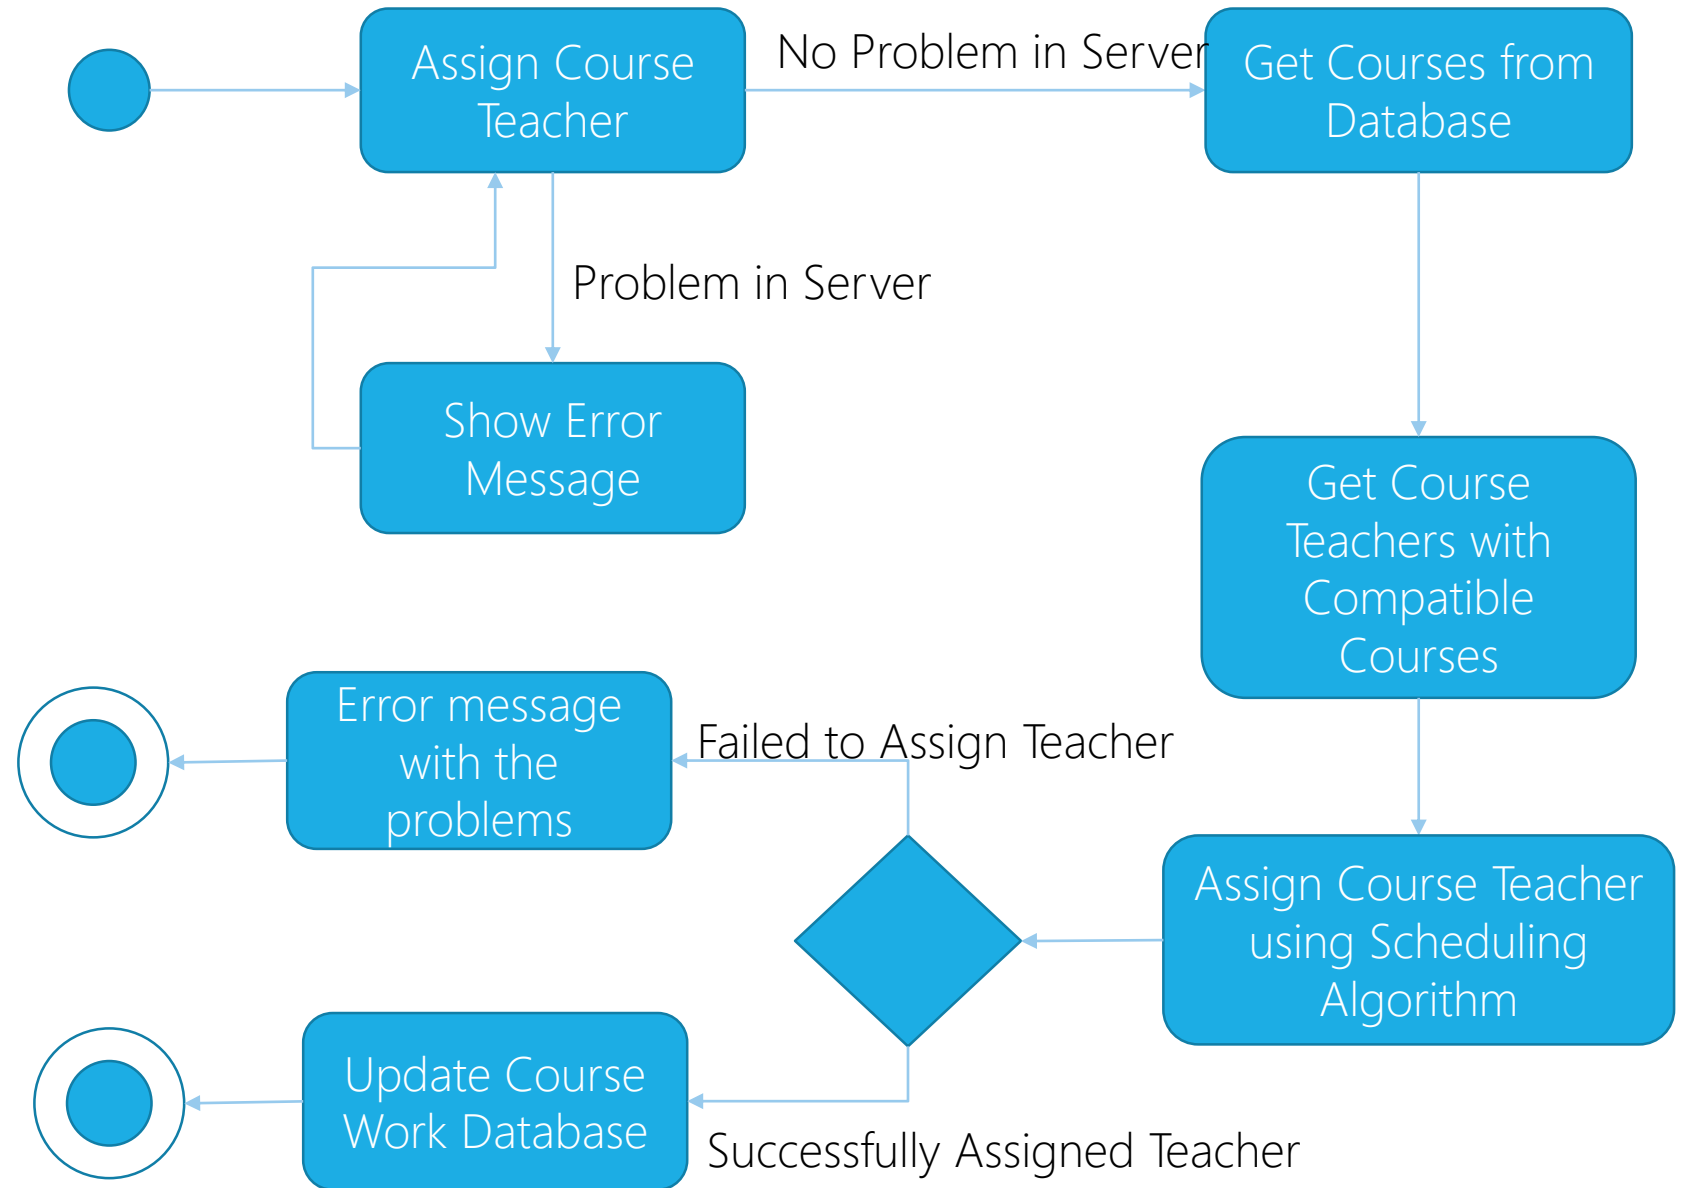 Assign Course
Teacher
No Problem in Server
Get Courses from
Database
Problem in Server
Show Error
Message
Get Course
Teachers with
Compatible
Courses
Error message
with the
problems
Failed to Assign Teacher
Assign Course Teacher
using Scheduling
Algorithm
Update Course
Work Database
Successfully Assigned Teacher